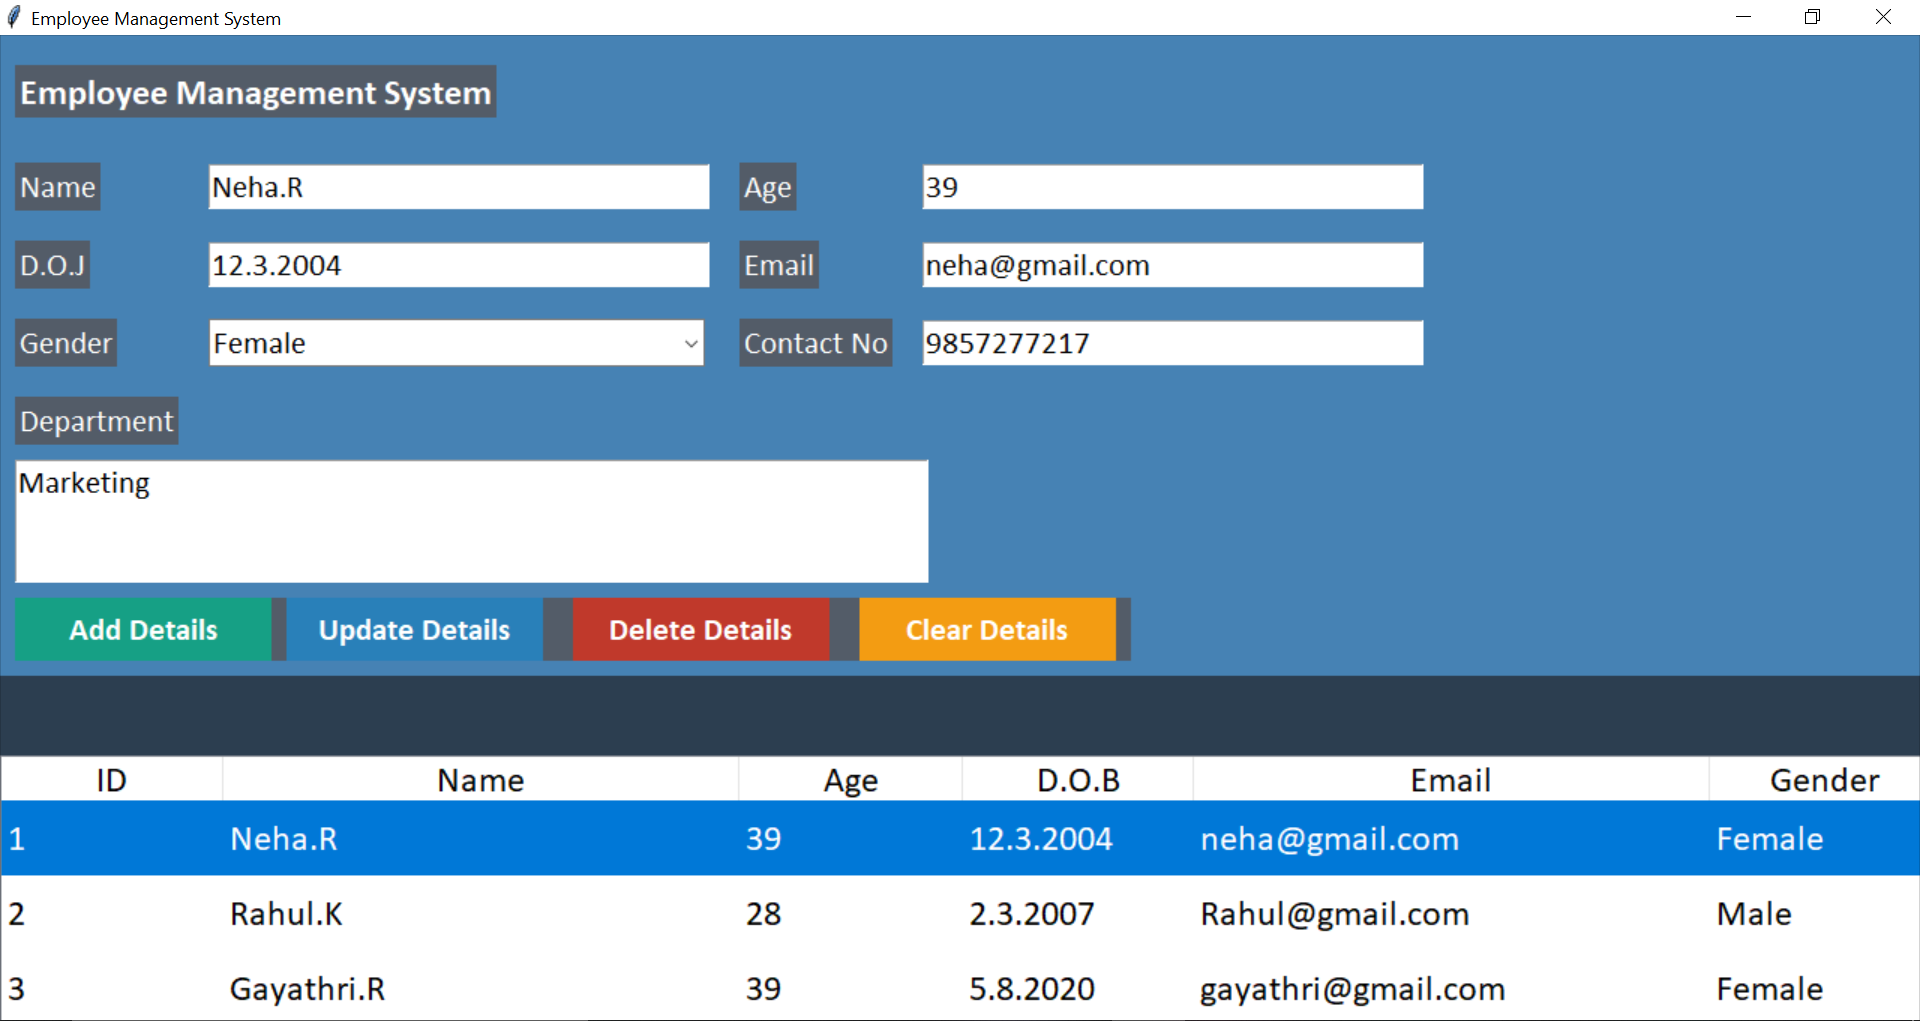 Employee Management System
Employee Management System
Name Neha.R Age 39
D.O.J 12.3.2004 Email neha@gmail.com
Gender Female Contact No 9857277217
Department
Marketing
Add Details Update Details Delete Details Clear Details
ID Name Age D.O.B Email Gender
1 Neha.R 39 12.3.2004 neha@gmail.com Female
2 Rahul.K 28 2.3.2007 Rahul@gmail.com Male
3 Gayathri.R 39 5.8.2020 gayathri@gmail.com Female